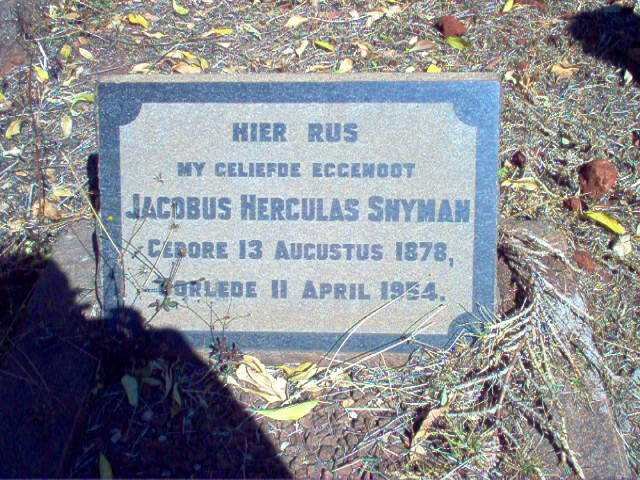 HIER RUS
MY GELIEFDE EGGENOOT
JACOBUS HERCULAS SNYMAN
GEBORE 13 AUGUSTUS 1878,
OORLEDE 11 APRIL 1954.